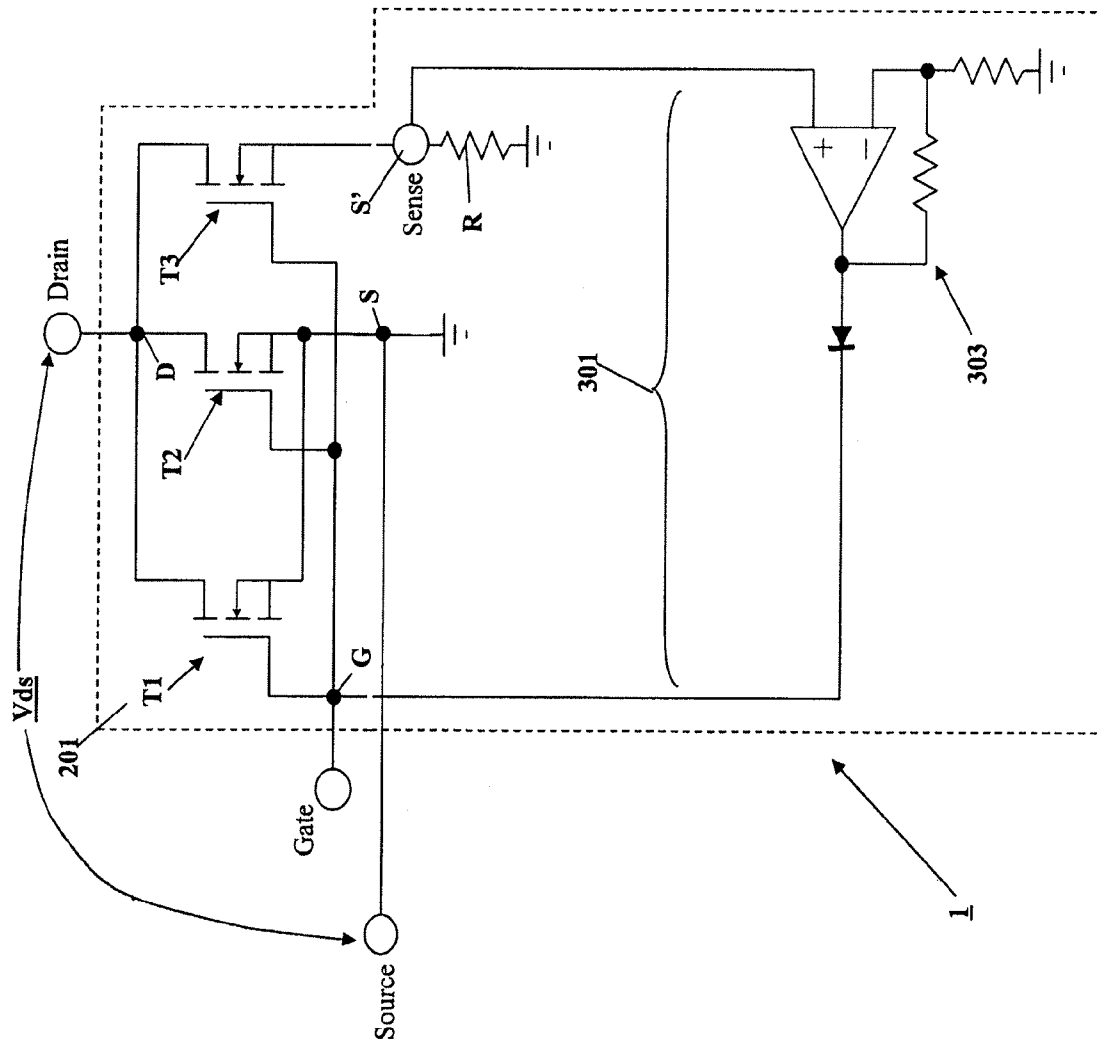 Drain
Vds
D
T3
T2
T1
201
S'
Sense
R
S
G
Gate
Source
301
+
−
303
1